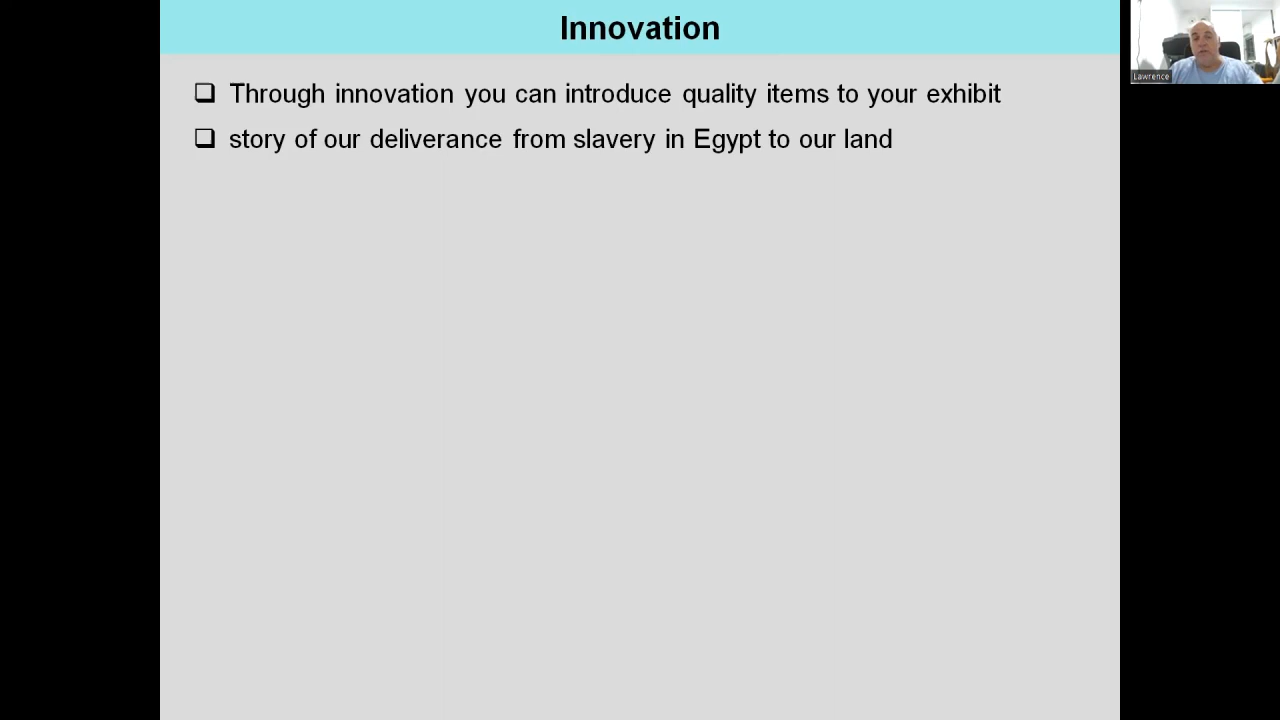 Innovation
Through innovation you can introduce quality items to your exhibit
story of our deliverance from slavery in Egypt to our land
Lawrence